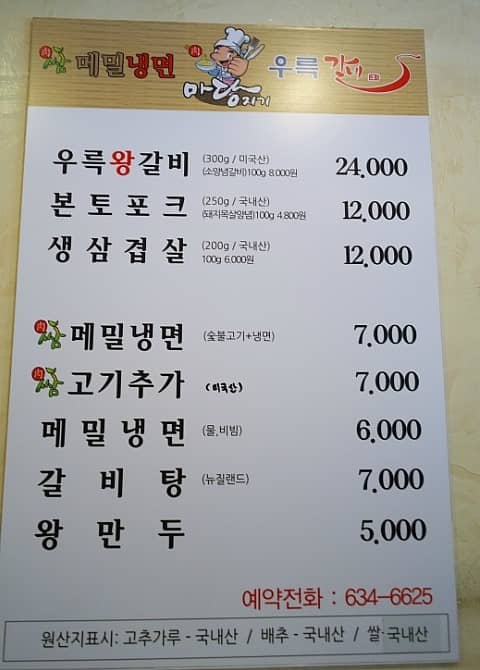 肉쌈 메밀냉면 肉 마당지기 우륵갈비
우륵왕갈비 (300g / 미국산) (소양념갈비)100g 8.000원 24,000
본토포크 (250g / 국내산) (돼지목살양념)100g 4.800원 12,000
생삼겹살 (200g / 국내산) 100g 6.000원 12,000
肉쌈메밀냉면 (숯불고기+냉면) 7,000
肉쌈고기추가 (미국산) 7,000
메밀냉면 (물,비빔) 6,000
갈비탕 (뉴질랜드) 7,000
왕만두 5,000
예약전화 : 634-6625
원산지표시: 고추가루 - 국내산 / 배추 - 국내산 / 쌀-국내산